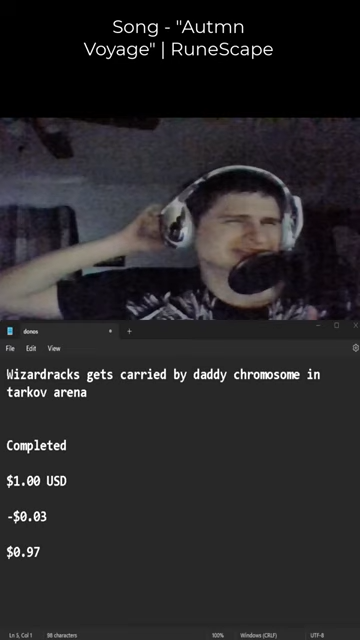 Song - "Autmn
Voyage" | RuneScape
donos
File Edit View
Wizardracks gets carried by daddy chromosome in
tarkov arena
Completed
$1.00 USD
-$0.03
$0.97
Ln 5, Col 1 98 characters 100% Windows (CRLF) UTF-8